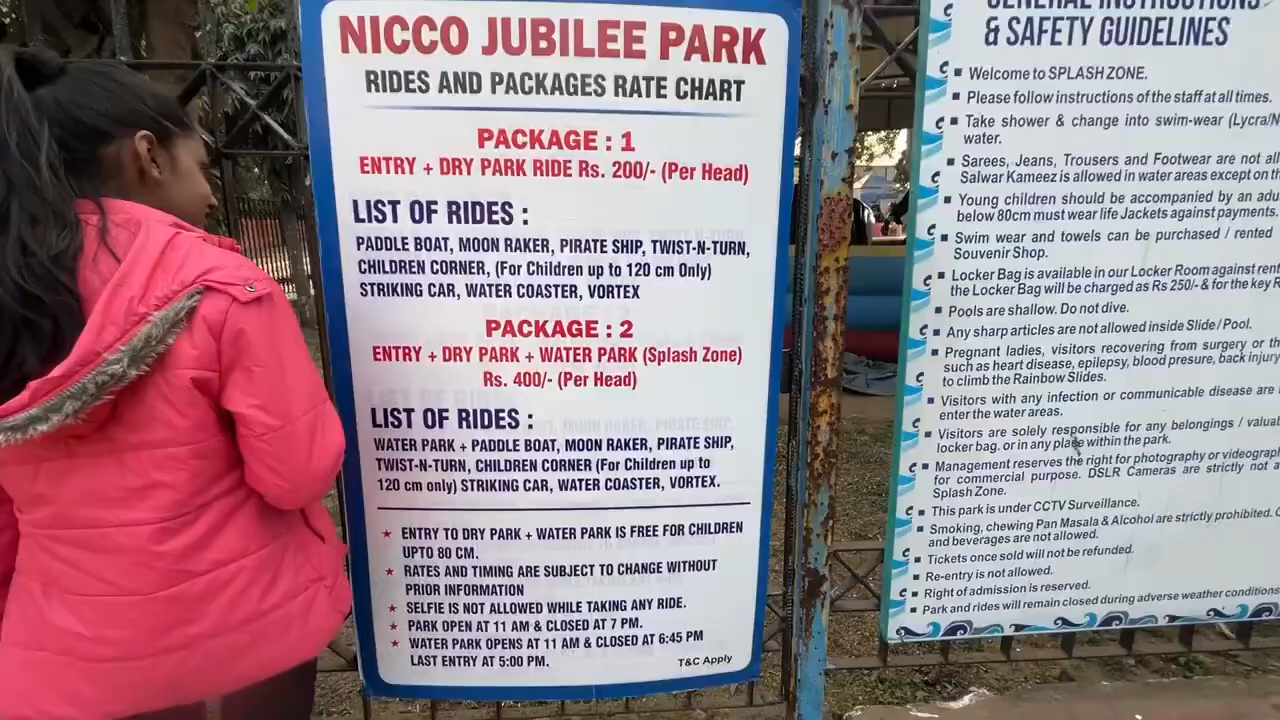 NICCO JUBILEE PARK
RIDES AND PACKAGES RATE CHART
PACKAGE : 1
ENTRY + DRY PARK RIDE Rs. 200/- (Per Head)
LIST OF RIDES :
PADDLE BOAT, MOON RAKER, PIRATE SHIP, TWIST-N-TURN,
CHILDREN CORNER, (For Children up to 120 cm Only)
STRIKING CAR, WATER COASTER, VORTEX
PACKAGE : 2
ENTRY + DRY PARK + WATER PARK (Splash Zone)
Rs. 400/- (Per Head)
LIST OF RIDES :
WATER PARK + PADDLE BOAT, MOON RAKER, PIRATE SHIP,
TWIST-N-TURN, CHILDREN CORNER (For Children up to
120 cm only) STRIKING CAR, WATER COASTER, VORTEX.
ENTRY TO DRY PARK + WATER PARK IS FREE FOR CHILDREN
UPTO 80 CM.
RATES AND TIMING ARE SUBJECT TO CHANGE WITHOUT
PRIOR INFORMATION
SELFIE IS NOT ALLOWED WHILE TAKING ANY RIDE.
PARK OPEN AT 11 AM & CLOSED AT 7 PM.
WATER PARK OPENS AT 11 AM & CLOSED AT 6:45 PM
LAST ENTRY AT 5:00 PM.
T&C Apply
GENERAL INSTRUCTIONS
& SAFETY GUIDELINES
Welcome to SPLASH ZONE.
Please follow instructions of the staff at all times.
Take shower & change into swim-wear (Lycra/N
water.
Sarees, Jeans, Trousers and Footwear are not all
Salwar Kameez is allowed in water areas except on th
Young children should be accompanied by an adu
below 80cm must wear life Jackets against payments.
Swim wear and towels can be purchased / rented
Souvenir Shop.
Locker Bag is available in our Locker Room against rent
the Locker Bag will be charged as Rs 250/- & for the key R
Pools are shallow. Do not dive.
Any sharp articles are not allowed inside Slide / Pool.
Pregnant ladies, visitors recovering from surgery or th
such as heart disease, epilepsy, blood presure, back injury
to climb the Rainbow Slides.
Visitors with any infection or communicable disease are
enter the water areas.
Visitors are solely responsible for any belongings / valuab
locker bag. or in any place within the park.
Management reserves the right for photography or videograph
for commercial purpose. DSLR Cameras are strictly not a
Splash Zone.
This park is under CCTV Surveillance.
Smoking, chewing Pan Masala & Alcohol are strictly prohibited.
and beverages are not allowed.
Tickets once sold will not be refunded.
Re-entry is not allowed.
Right of admission is reserved.
Park and rides will remain closed during adverse weather conditions